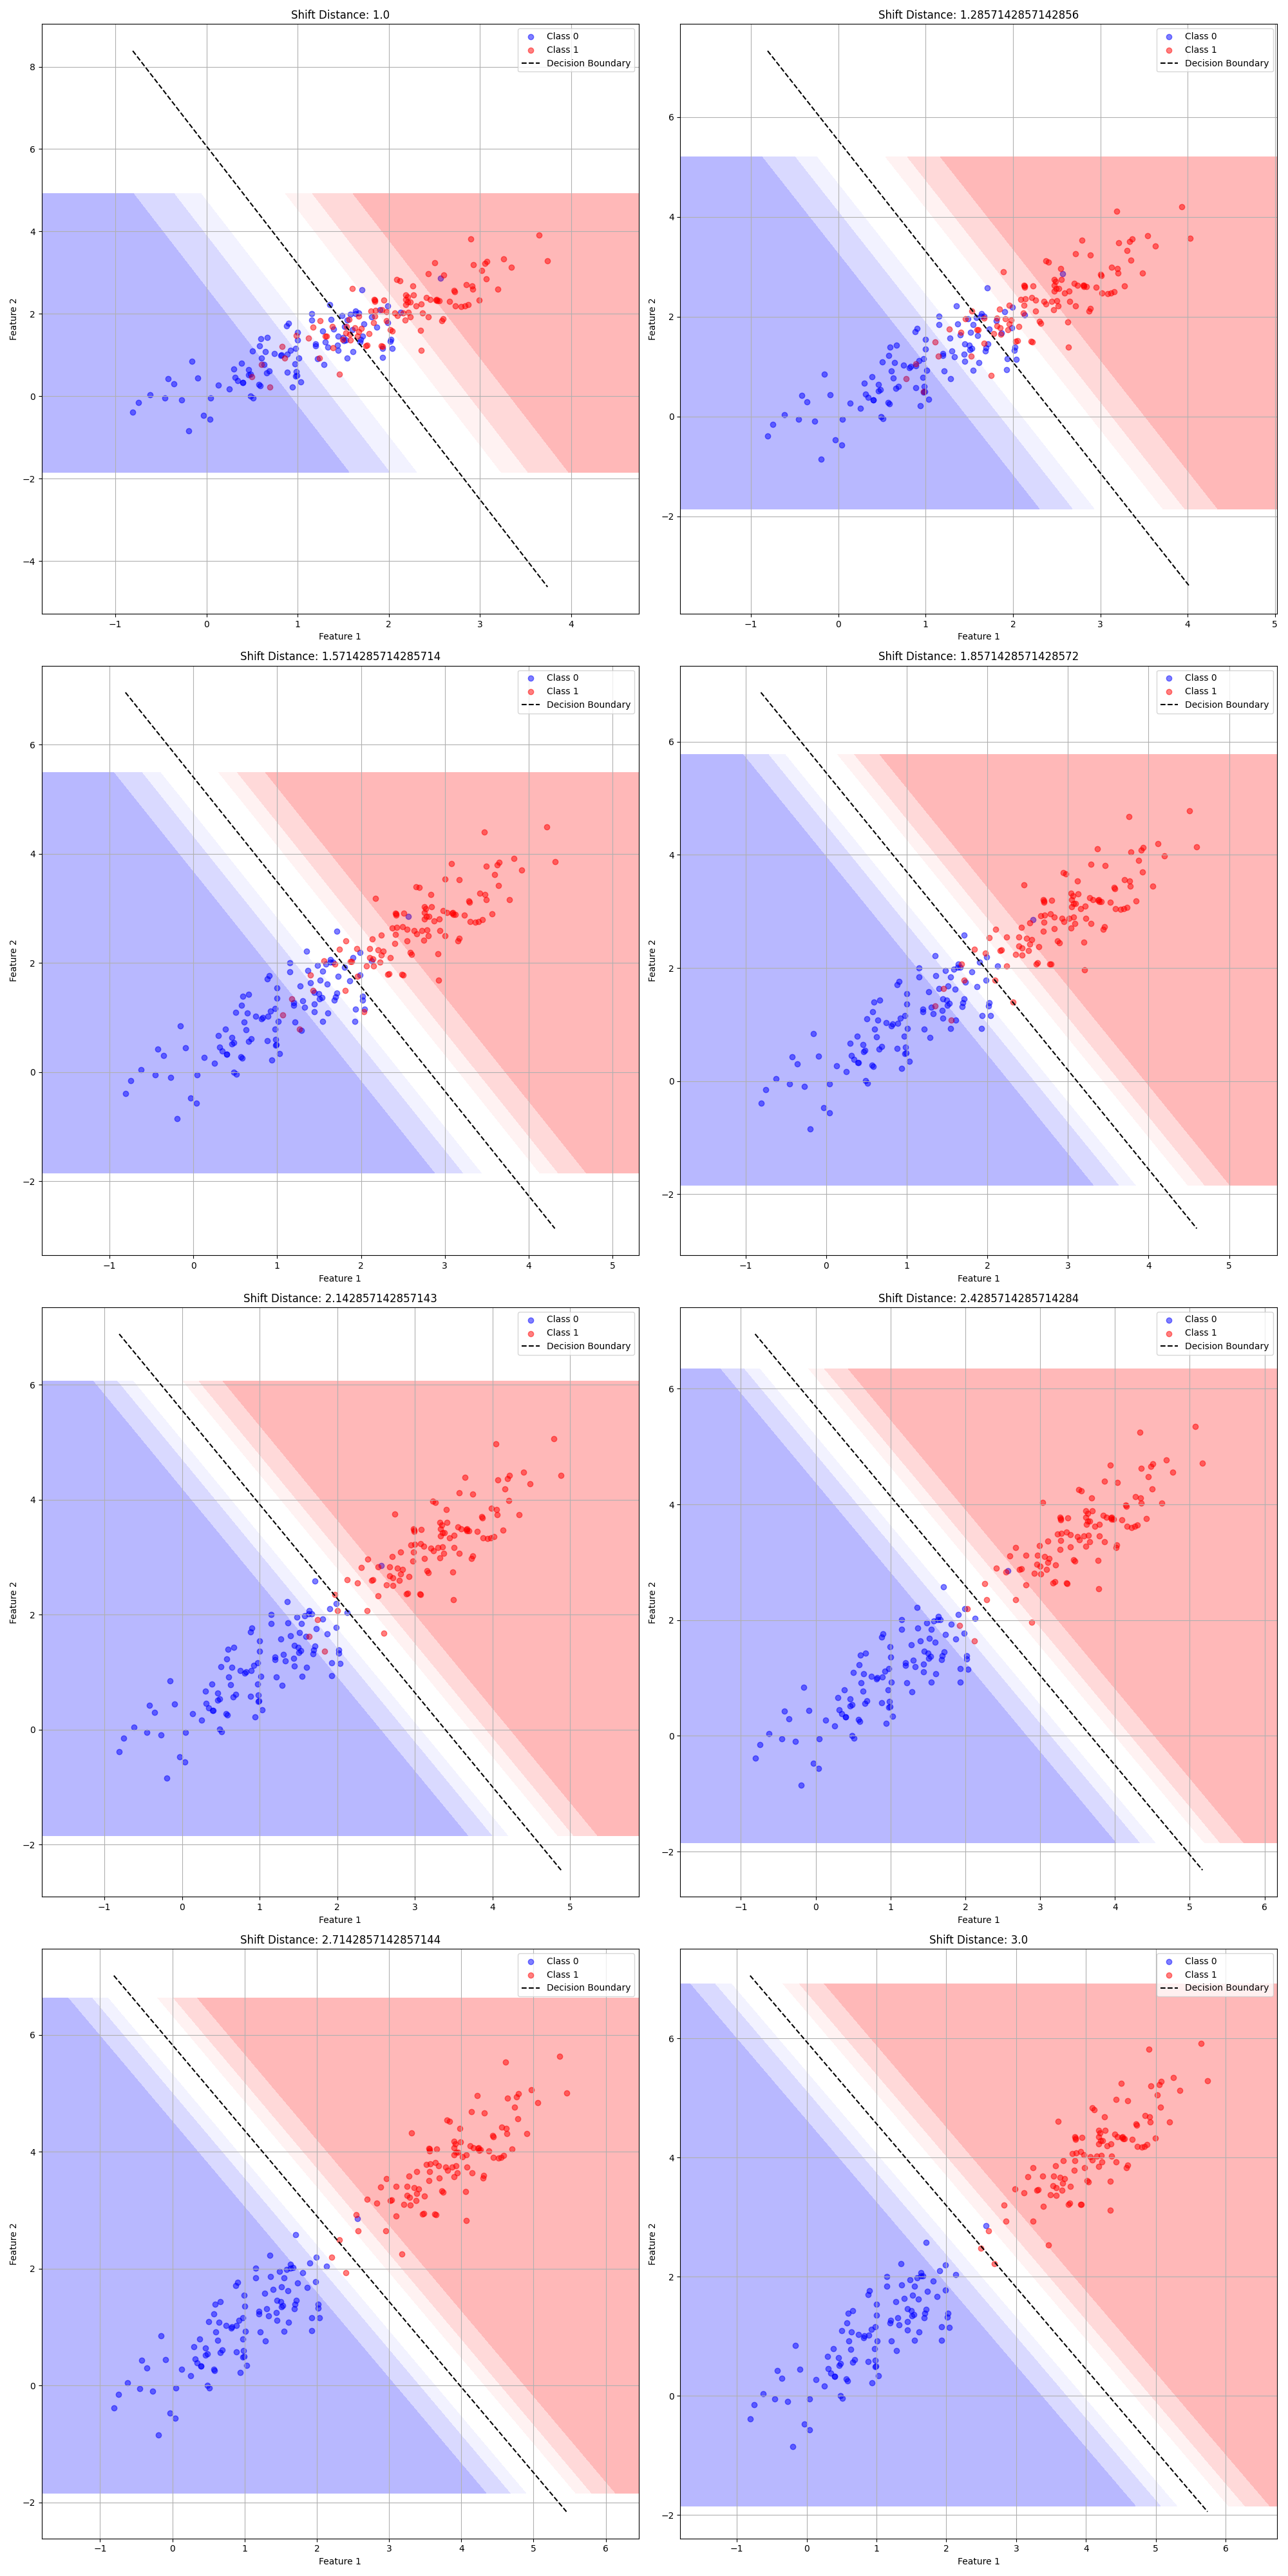 Shift Distance: 1.0
Class 0
Class 1
Decision Boundary
8
6
4
2
0
−2
−4
Feature 2
−1
0
1
2
3
4
Feature 1
Shift Distance: 1.2857142857142856
Class 0
Class 1
Decision Boundary
6
4
2
0
−2
Feature 2
−1
0
1
2
3
4
5
Feature 1
Shift Distance: 1.5714285714285714
Class 0
Class 1
Decision Boundary
6
4
2
0
−2
Feature 2
−1
0
1
2
3
4
5
Feature 1
Shift Distance: 1.8571428571428572
Class 0
Class 1
Decision Boundary
6
4
2
0
−2
Feature 2
−1
0
1
2
3
4
5
Feature 1
Shift Distance: 2.142857142857143
Class 0
Class 1
Decision Boundary
6
4
2
0
−2
Feature 2
−1
0
1
2
3
4
5
Feature 1
Shift Distance: 2.4285714285714284
Class 0
Class 1
Decision Boundary
6
4
2
0
−2
Feature 2
−1
0
1
2
3
4
5
6
Feature 1
Shift Distance: 2.7142857142857144
Class 0
Class 1
Decision Boundary
6
4
2
0
−2
Feature 2
−1
0
1
2
3
4
5
6
Feature 1
Shift Distance: 3.0
Class 0
Class 1
Decision Boundary
6
4
2
0
−2
Feature 2
−1
0
1
2
3
4
5
6
Feature 1